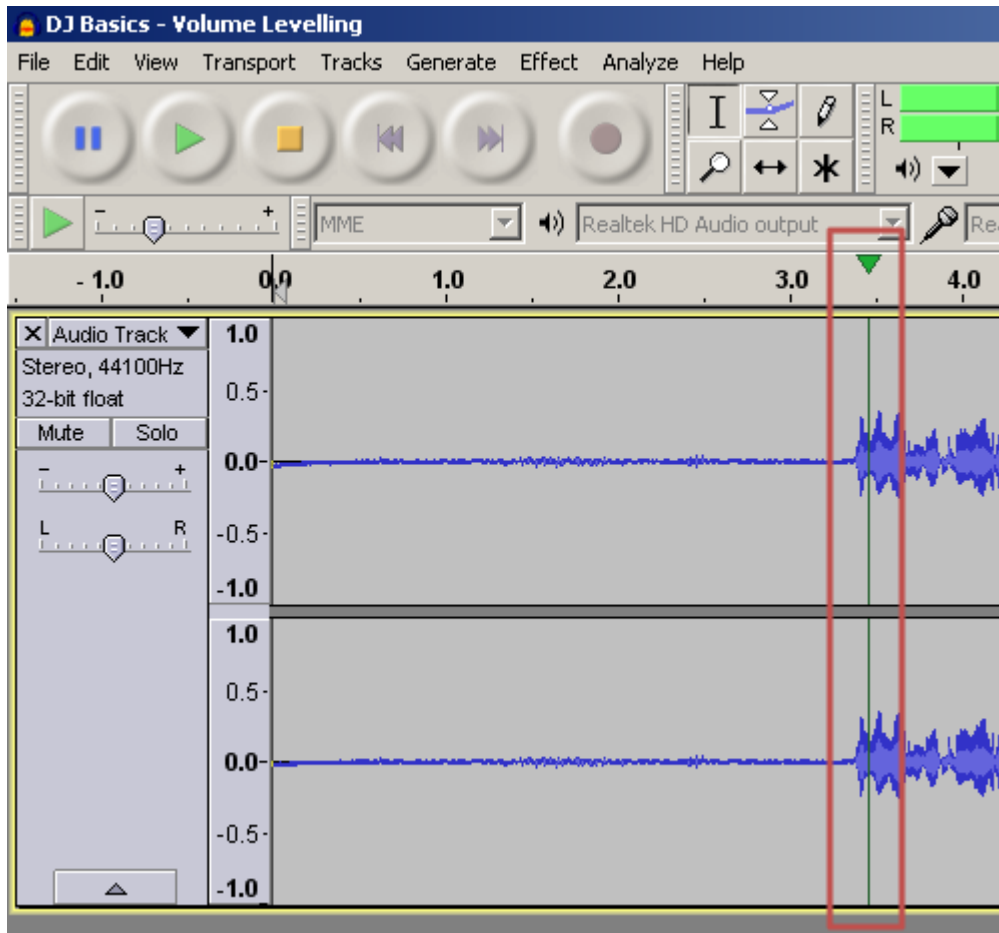 DJ Basics - Volume Levelling
File Edit View Transport Tracks Generate Effect Analyze Help
L
R
- +
MME
Realtek HD Audio output
Rea
- 1.0 0.0 1.0 2.0 3.0 4.0
X Audio Track
Stereo, 44100Hz
32-bit float
Mute Solo
- +
L R
1.0
0.5-
0.0-
-0.5-
-1.0
1.0
0.5-
0.0-
-0.5-
-1.0